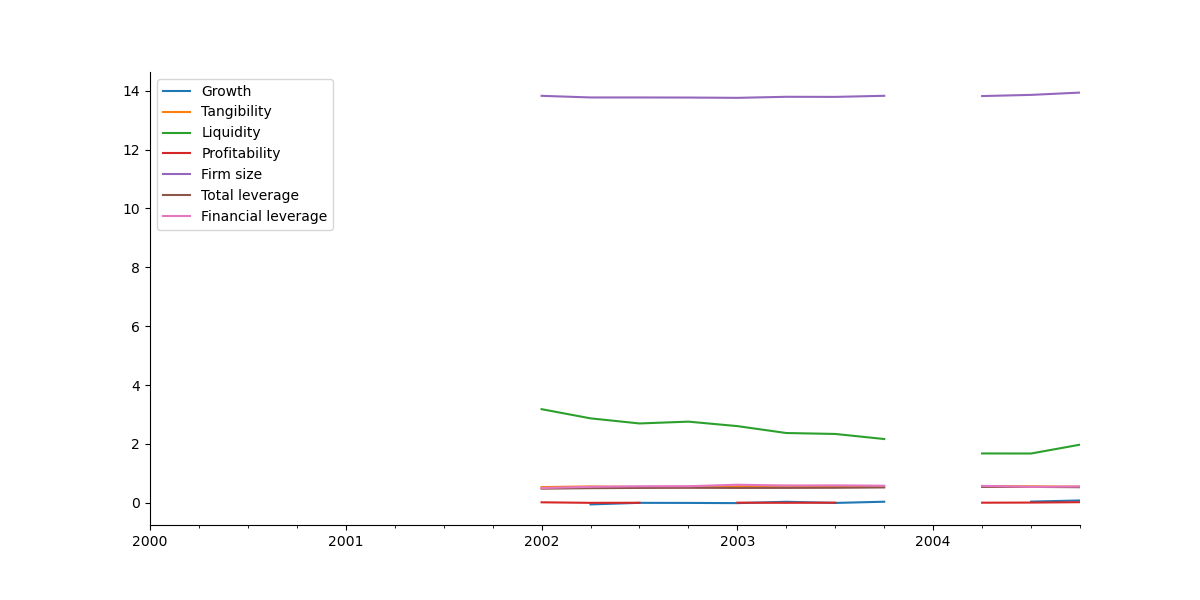 14
12
10
8
6
4
2
0
Growth
Tangibility
Liquidity
Profitability
Firm size
Total leverage
Financial leverage
2000 2001 2002 2003 2004